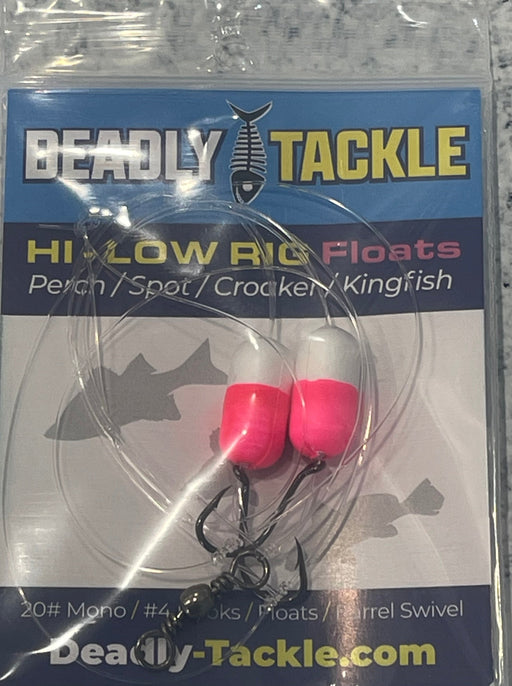 DEADLY TACKLE
HI-LOW RIG Floats
Perch / Spot / Croaker / Kingfish
20# Mono / #4 Hooks / Floats / Barrel Swivel
Deadly-Tackle.com